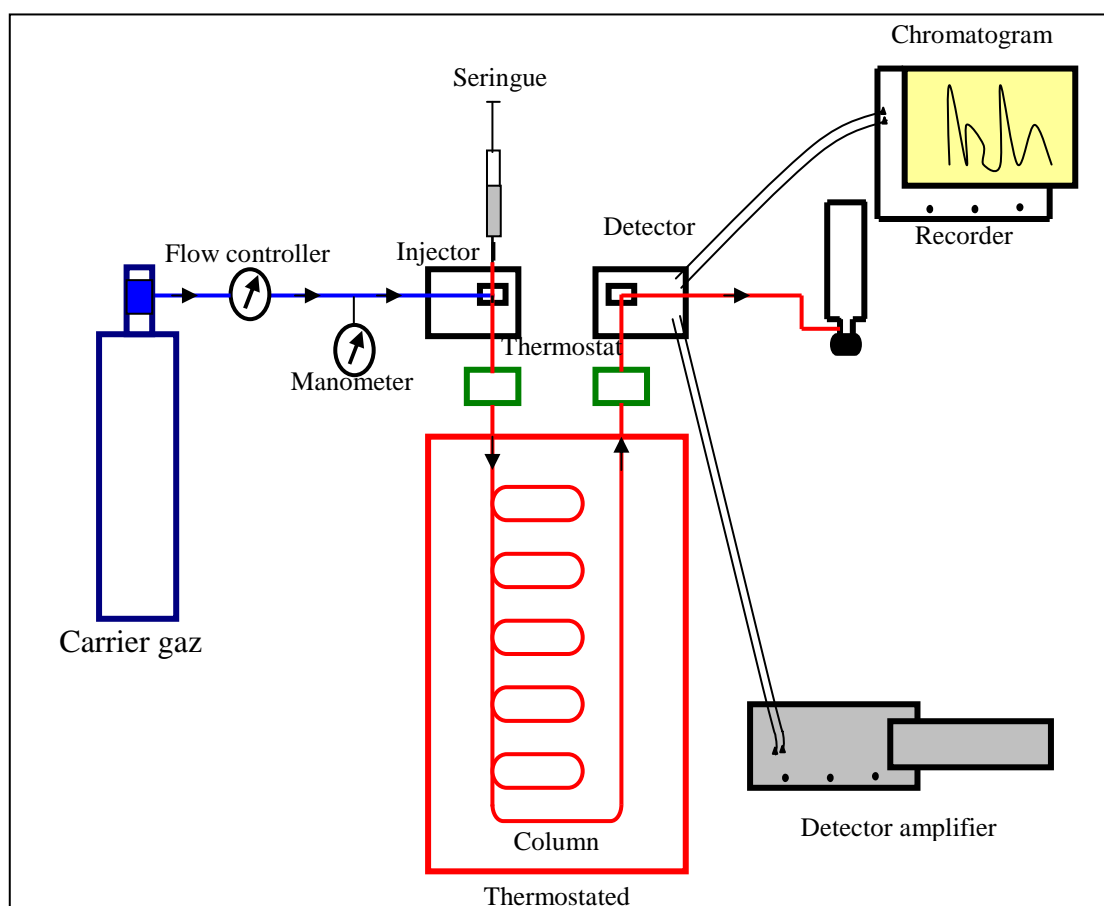 Chromatogram
Seringue
Detector
Recorder
Injector
Flow controller
Thermostat
Manometer
Carrier gaz
Detector amplifier
Column
Thermostated